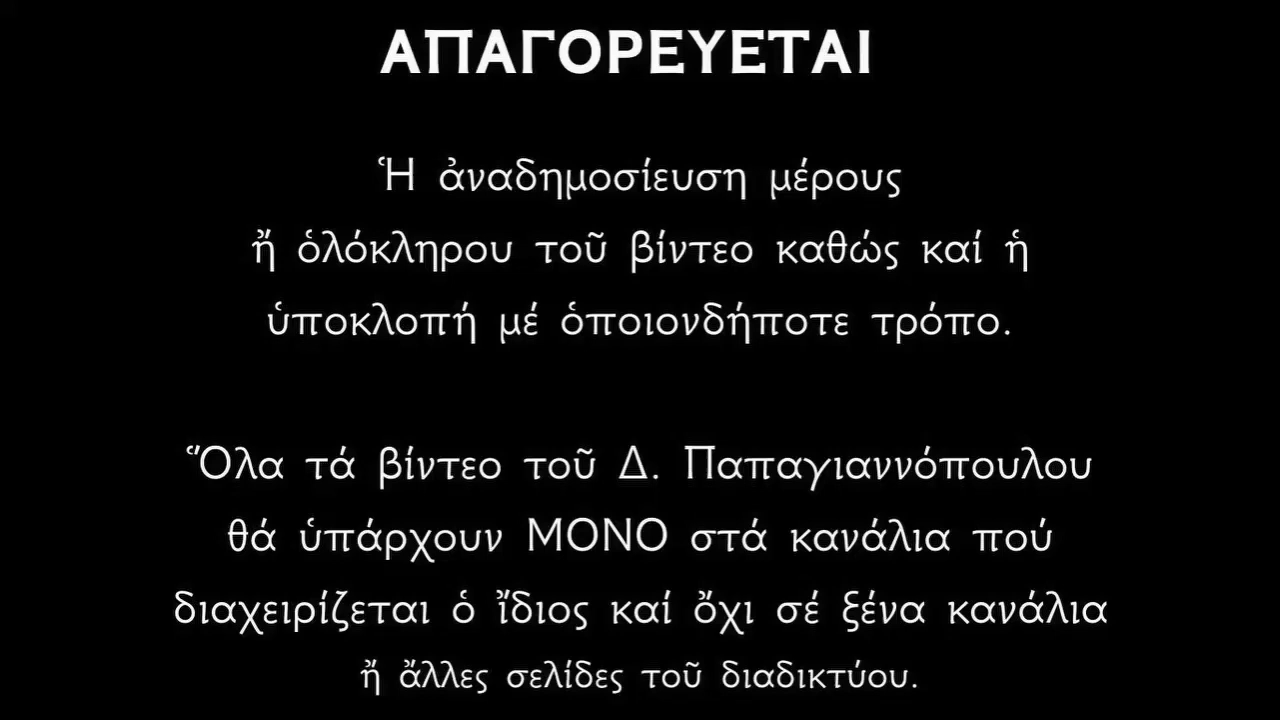 ΑΠΑΓΟΡΕΥΕΤΑΙ
Ἡ ἀναδημοσίευση μέρους
ἤ ὁλόκληρου τοῦ βίντεο καθώς καί ἡ
ὑποκλοπή μέ ὁποιονδήποτε τρόπο.
Ὅλα τά βίντεο τοῦ Δ. Παπαγιαννόπουλου
θά ὑπάρχουν ΜΟΝΟ στά κανάλια πού
διαχειρίζεται ὁ ἴδιος καί ὄχι σέ ξένα κανάλια
ἤ ἄλλες σελίδες τοῦ διαδικτύου.